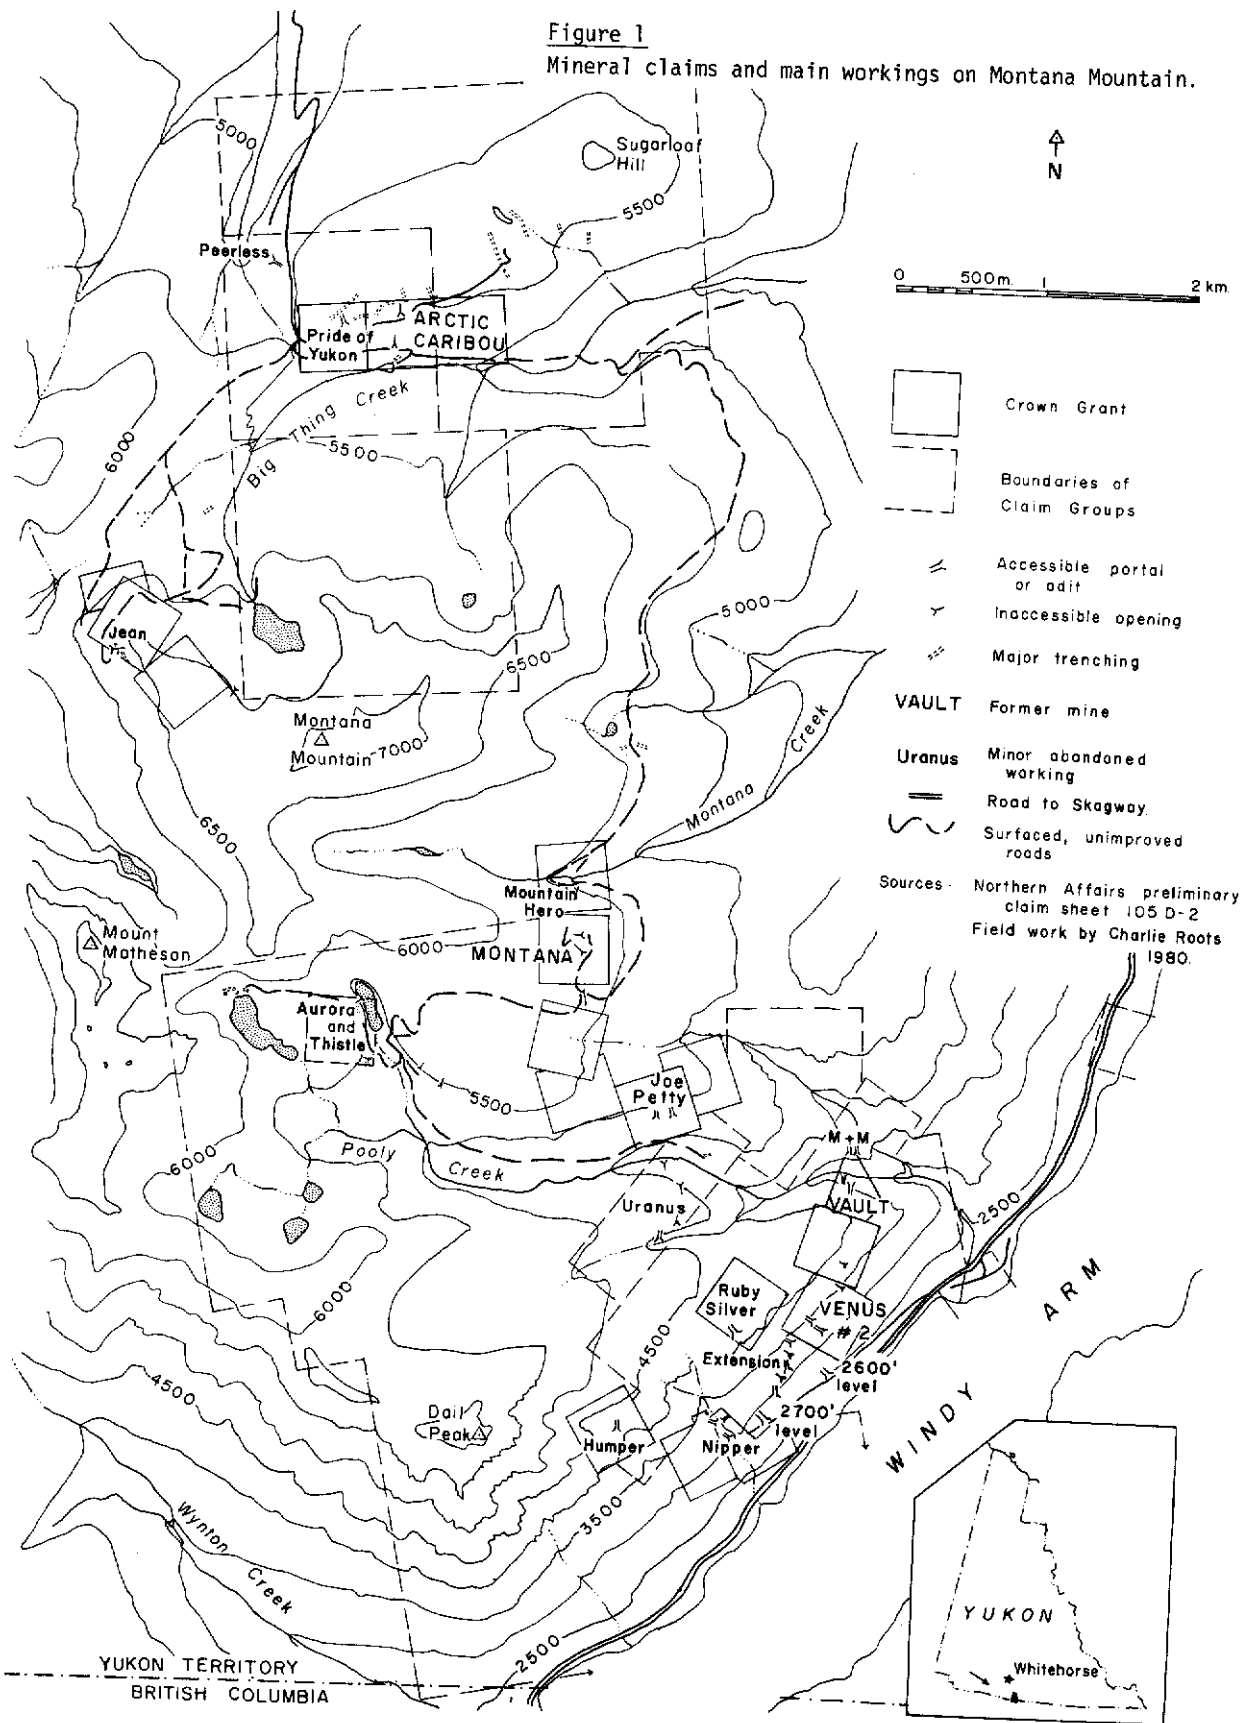 Figure 1
Mineral claims and main workings on Montana Mountain.
N
5000
Sugarloaf
Hill
5500
Peerless
0 500m. 1 2 km.
ARCTIC
CARIBOU
Pride of
Yukon
Crown Grant
Big Thing Creek
5500
6000
Boundaries of
Claim Groups
Accessible portal
or adit
Inaccessible opening
5000
Jean
6500
Major trenching
VAULT Former mine
Montana
Mountain
7000
Montana Creek
Uranus Minor abandoned
working
Road to Skagway
Surfaced, unimproved
roads
6500
Sources - Northern Affairs preliminary
claim sheet 105 D-2
Field work by Charlie Roots
1980.
Mountain
Hero
Mount
Matheson
6000
MONTANA
Aurora
and
Thistle
5500
Joe
Petty
M + M
Pooly Creek
6000
VAULT
Uranus
2500
Ruby
Silver
VENUS
# 2
6000
4500
Extension
2600'
level
4500
2700'
level
Dail
Peak
Humper
Nipper
WINDY ARM
3500
Wynton Creek
2500
YUKON
Whitehorse
YUKON TERRITORY
BRITISH COLUMBIA